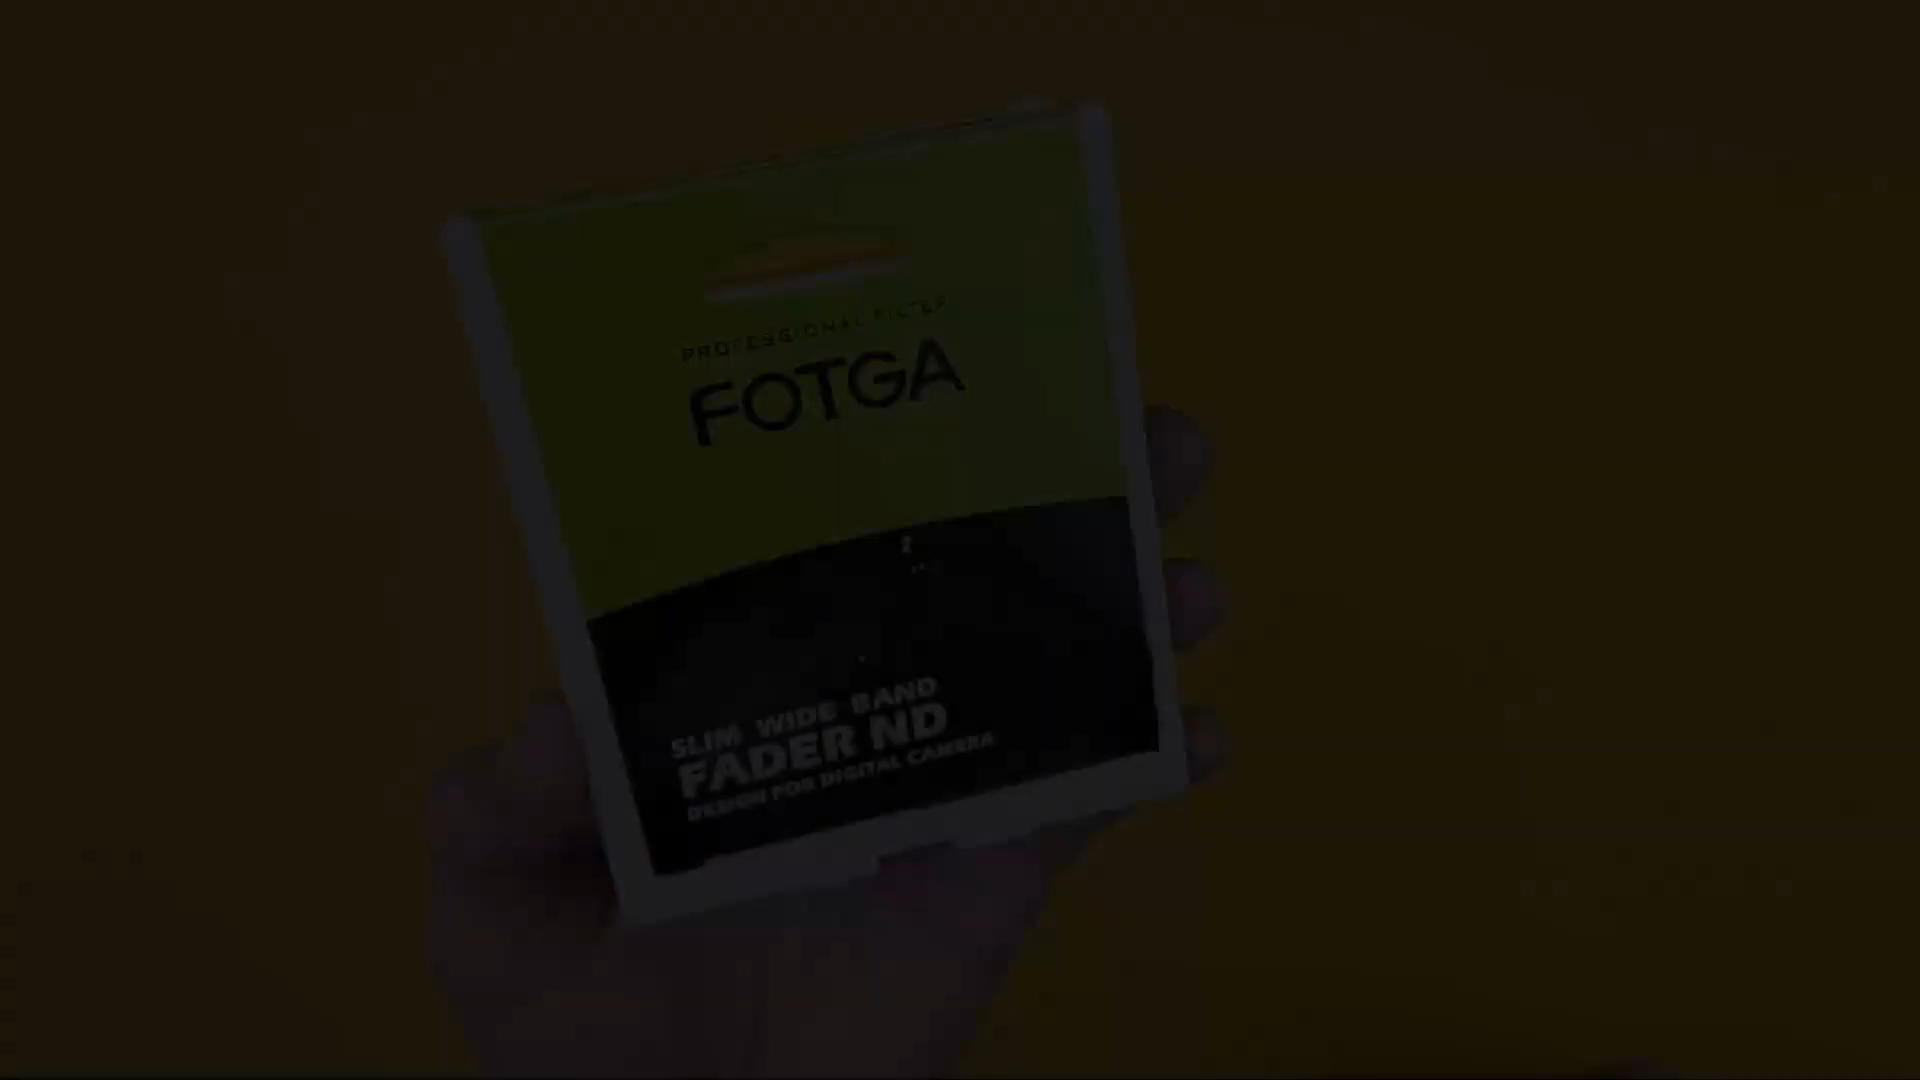 PROFESSIONAL FILTER
FOTGA
SLIM WIDE BAND
FADER ND
DESIGN FOR DIGITAL CAMERA